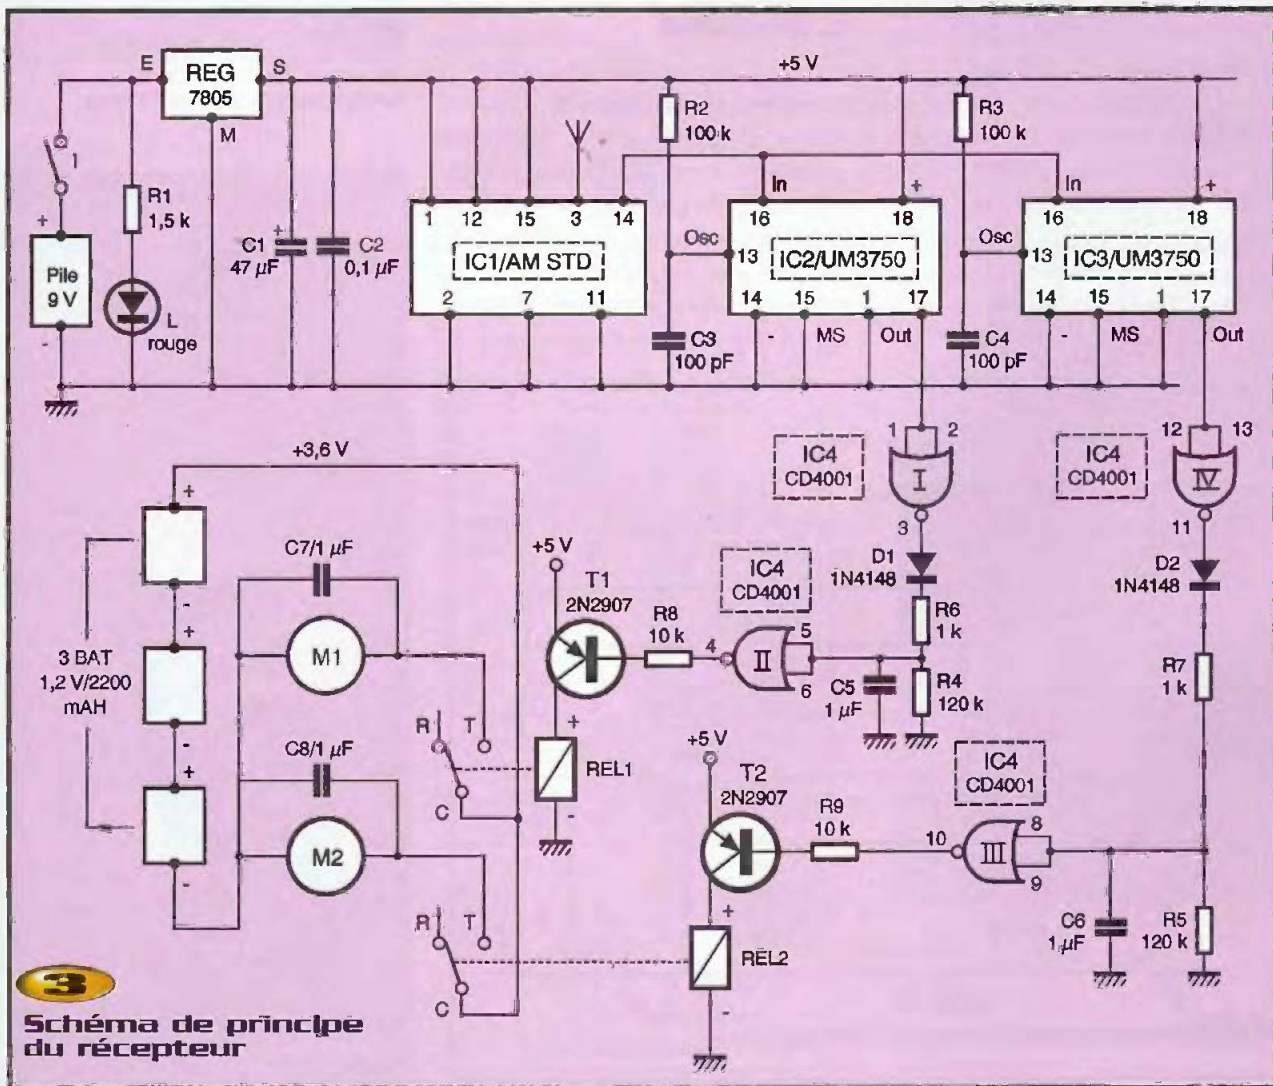 +5 V
E
REG
7805
S
M
I
R1
1,5 k
+
Pile
9 V
-
L
rouge
+
C1
47 µF
C2
0,1 µF
1
12
15
3
14
IC1/AM STD
2
7
11
R2
100 k
Osc
C3
100 pF
In
+
16
18
13
IC2/UM3750
14
15
1
17
-
MS
Out
R3
100 k
Osc
C4
100 pF
In
+
16
18
13
IC3/UM3750
14
15
1
17
-
MS
Out
1
2
IC4
CD4001
I
3
D1
1N4148
R6
1 k
R4
120 k
C5
1 µF
12
13
IC4
CD4001
IV
11
D2
1N4148
R7
1 k
R5
120 k
C6
1 µF
IC4
CD4001
5
6
II
4
R8
10 k
+5 V
T1
2N2907
+
REL1
-
IC4
CD4001
8
9
III
10
R9
10 k
+5 V
T2
2N2907
+
REL2
-
+3,6 V
+
-
+
-
+
-
3 BAT
1,2 V/2200
mAH
C7/1 µF
M1
C8/1 µF
M2
R
T
C
R
T
C
3
Schéma de principe
du récepteur